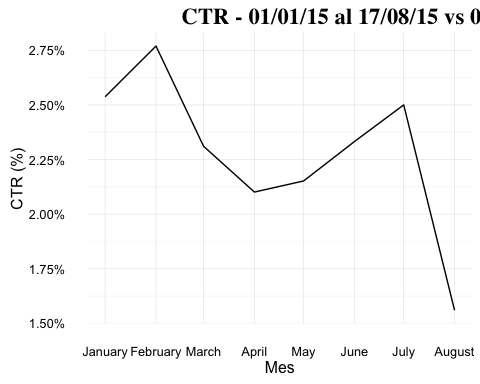 CTR - 01/01/15 al 17/08/15 vs 0
2.75%
2.50%
2.25%
2.00%
1.75%
1.50%
CTR (%)
January February March April May June July August
Mes